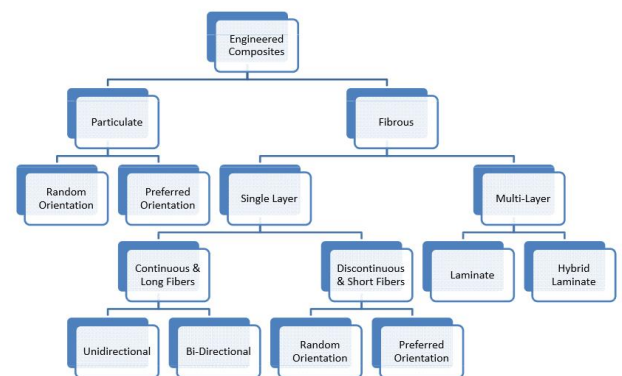 Engineered
Composites
Particulate
Fibrous
Random
Orientation
Preferred
Orientation
Single Layer
Multi-Layer
Continuous &
Long Fibers
Discontinuous
& Short Fibers
Laminate
Hybrid
Laminate
Unidirectional
Bi-Directional
Random
Orientation
Preferred
Orientation